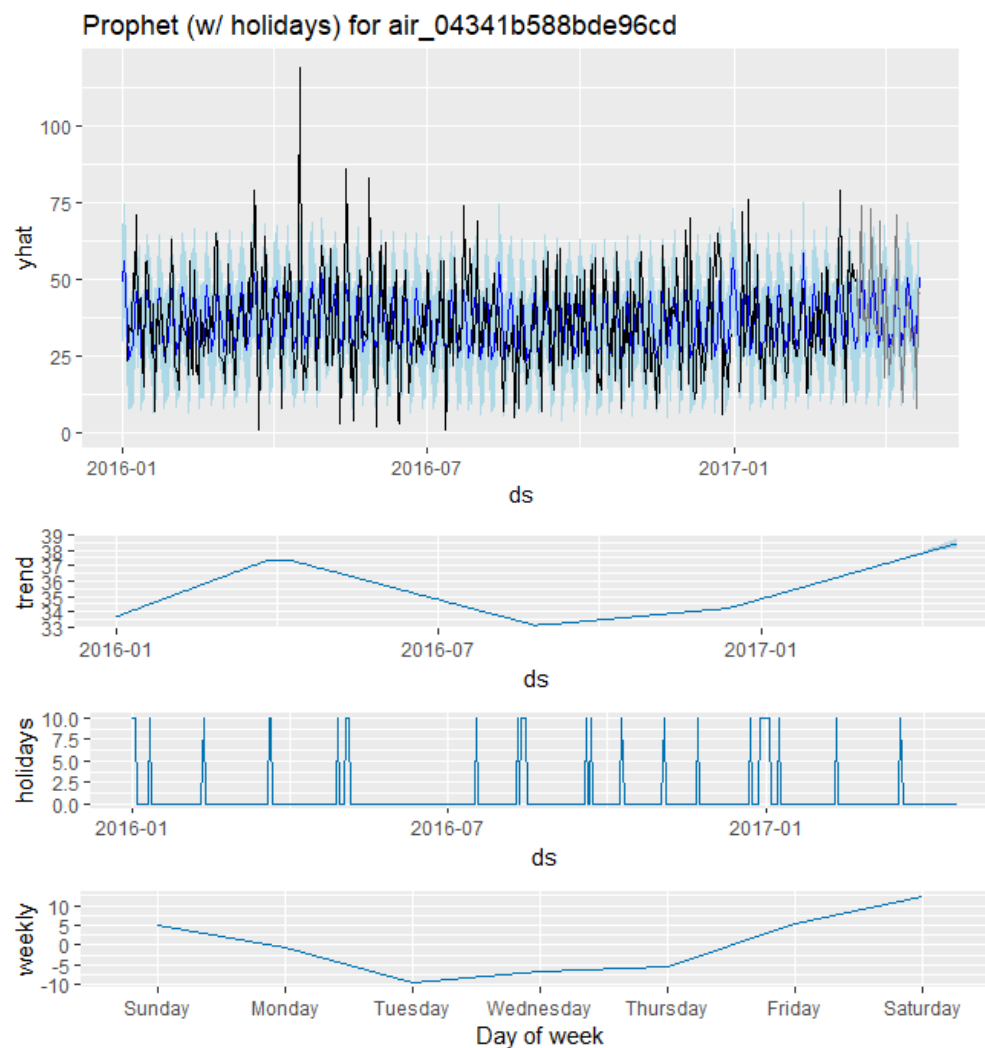 Prophet (w/ holidays) for air_04341b588bde96cd
yhat
100
75
50
25
0
2016-01 2016-07 2017-01
ds
trend
39
38
37
36
35
34
33
2016-01 2016-07 2017-01
ds
holidays
10.0
7.5
5.0
2.5
0.0
2016-01 2016-07 2017-01
ds
weekly
10
5
0
-5
-10
Sunday Monday Tuesday Wednesday Thursday Friday Saturday
Day of week